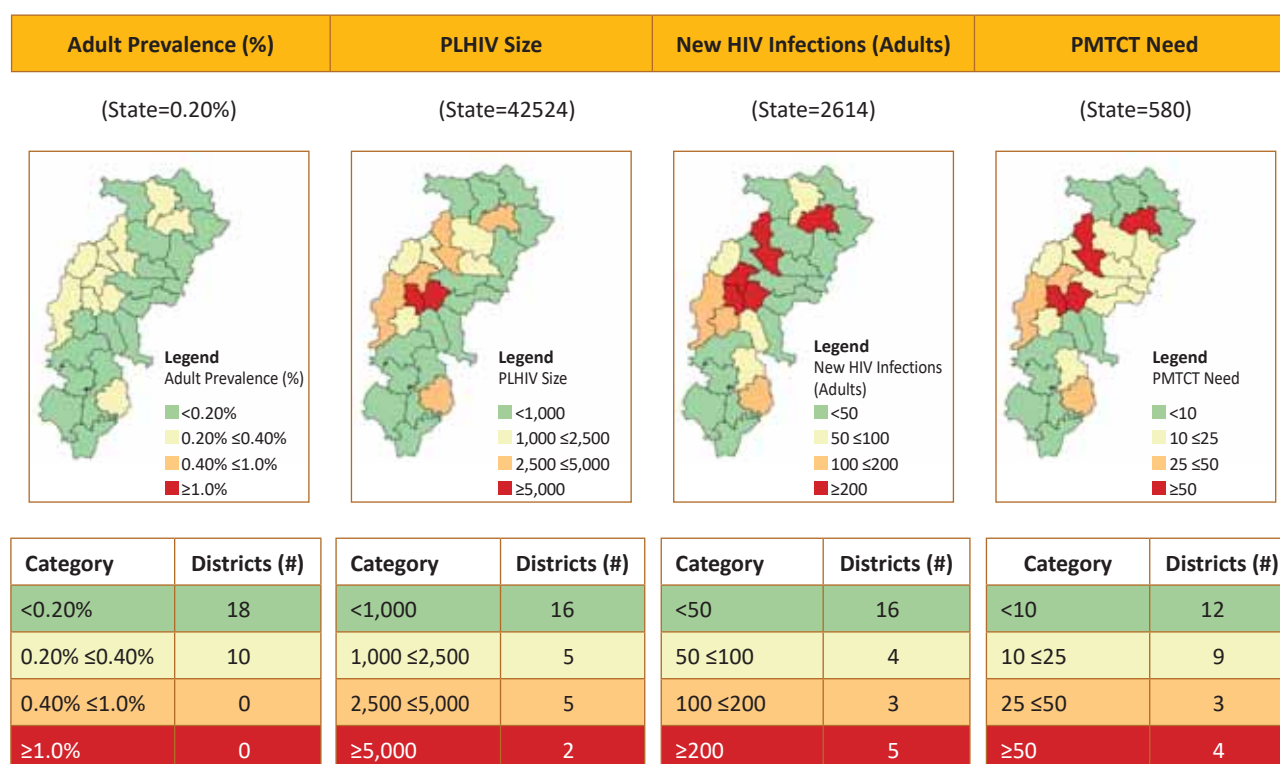 Adult Prevalence (%) PLHIV Size New HIV Infections (Adults) PMTCT Need
(State=0.20%) (State=42524) (State=2614) (State=580)
Legend
Adult Prevalence (%)
<0.20%
0.20% ≤0.40%
0.40% ≤1.0%
≥1.0%
Legend
PLHIV Size
<1,000
1,000 ≤2,500
2,500 ≤5,000
≥5,000
Legend
New HIV Infections
(Adults)
<50
50 ≤100
100 ≤200
≥200
Legend
PMTCT Need
<10
10 ≤25
25 ≤50
≥50
Category Districts (#)
<0.20% 18
0.20% ≤0.40% 10
0.40% ≤1.0% 0
≥1.0% 0
Category Districts (#)
<1,000 16
1,000 ≤2,500 5
2,500 ≤5,000 5
≥5,000 2
Category Districts (#)
<50 16
50 ≤100 4
100 ≤200 3
≥200 5
Category Districts (#)
<10 12
10 ≤25 9
25 ≤50 3
≥50 4